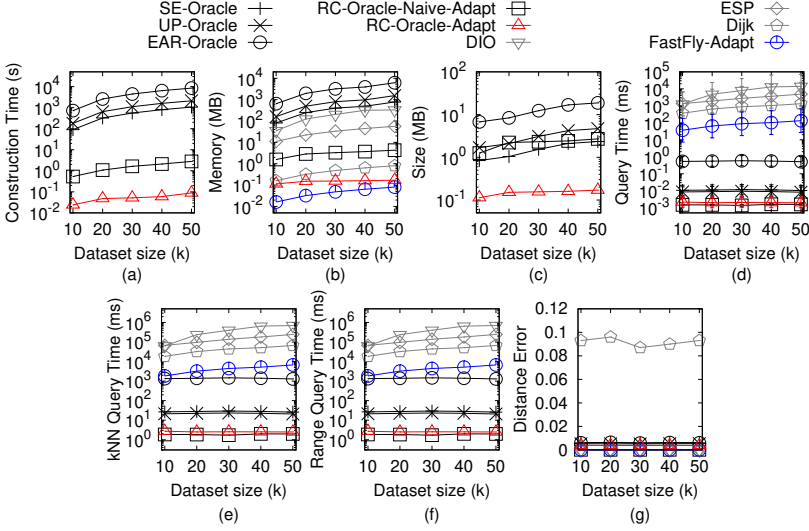 SE-Oracle
UP-Oracle
EAR-Oracle
RC-Oracle-Naive-Adapt
RC-Oracle-Adapt
DIO
ESP
Dijk
FastFly-Adapt
Construction Time (s)
10^4
10^3
10^2
10^1
10^0
10^-1
10^-2
10 20 30 40 50
Dataset size (k)
(a)
Memory (MB)
10^4
10^3
10^2
10^1
10^0
10^-1
10^-2
10 20 30 40 50
Dataset size (k)
(b)
Size (MB)
10^2
10^1
10^0
10^-1
10 20 30 40 50
Dataset size (k)
(c)
Query Time (ms)
10^5
10^4
10^3
10^2
10^1
10^0
10^-1
10^-2
10^-3
10 20 30 40 50
Dataset size (k)
(d)
kNN Query Time (ms)
10^6
10^5
10^4
10^3
10^2
10^1
10^0
10 20 30 40 50
Dataset size (k)
(e)
Range Query Time (ms)
10^6
10^5
10^4
10^3
10^2
10^1
10^0
10 20 30 40 50
Dataset size (k)
(f)
Distance Error
0.12
0.1
0.08
0.06
0.04
0.02
0
10 20 30 40 50
Dataset size (k)
(g)